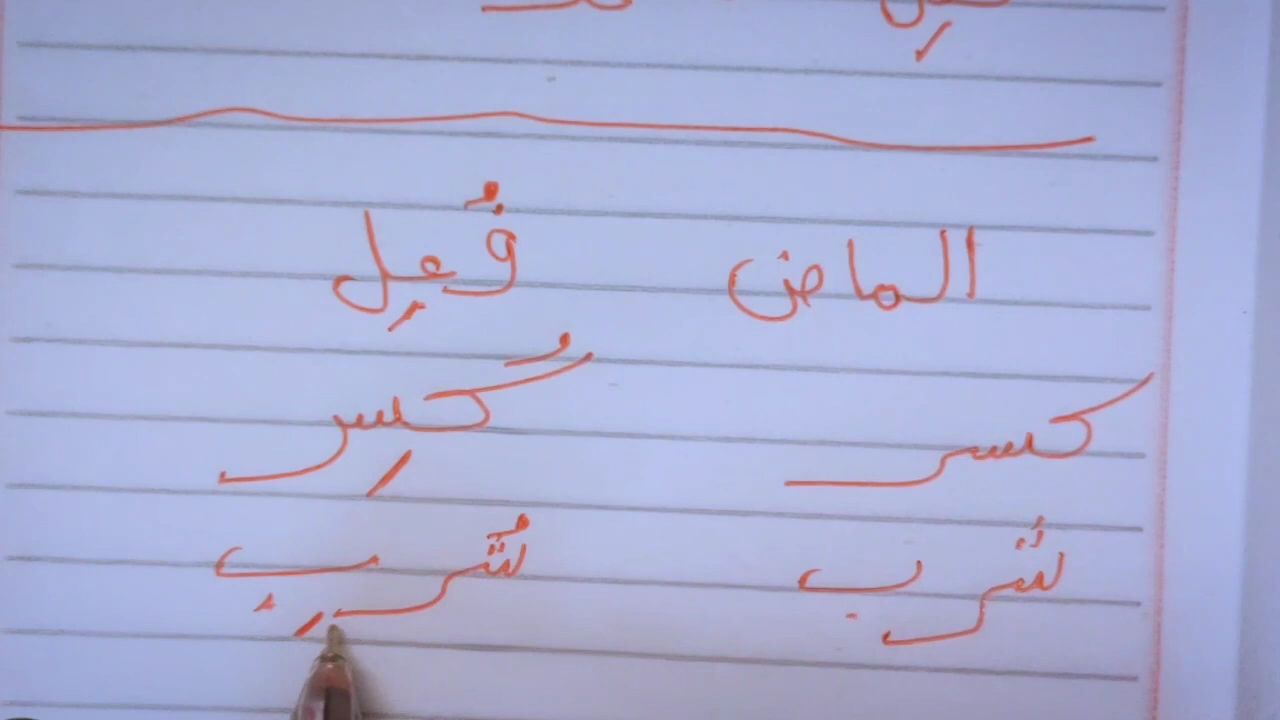 الماض فُعِل
كسر كُسِر
شرب شُرِب